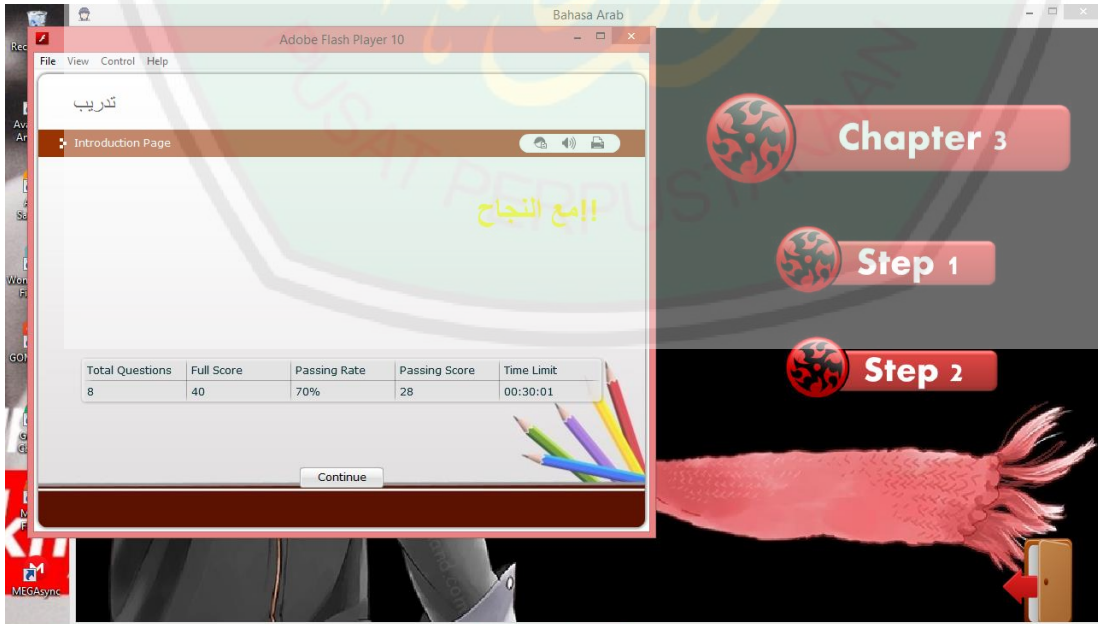 Bahasa Arab
Adobe Flash Player 10
File View Control Help
تدريب
Introduction Page
!!مع النجاح
Total Questions Full Score Passing Rate Passing Score Time Limit
8 40 70% 28 00:30:01
Continue
Chapter 3
Step 1
Step 2
PUSAT PERPUSTAKAAN
MEGAsync